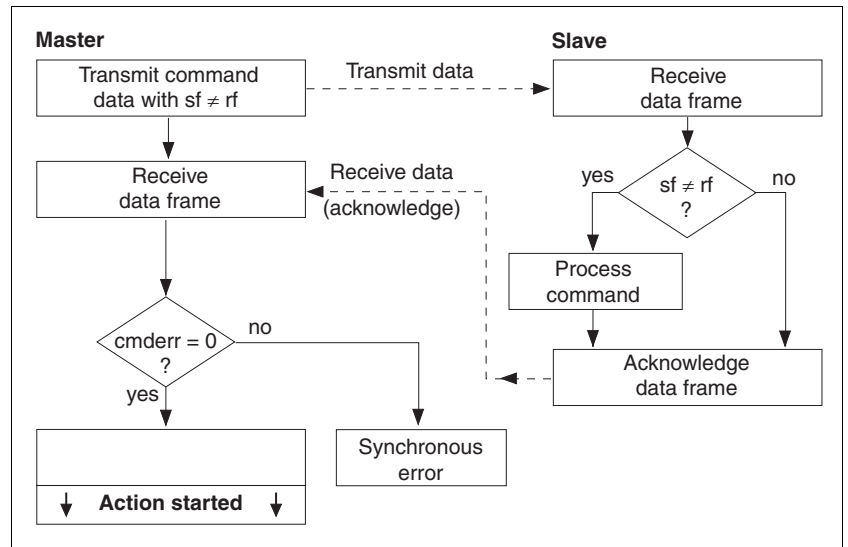 Master
Transmit command
data with sf ≠ rf
Transmit data
Slave
Receive
data frame
Receive
data frame
Receive data
(acknowledge)
yes
sf ≠ rf
?
no
Process
command
cmderr = 0
?
no
yes
Acknowledge
data frame
Synchronous
error
Action started